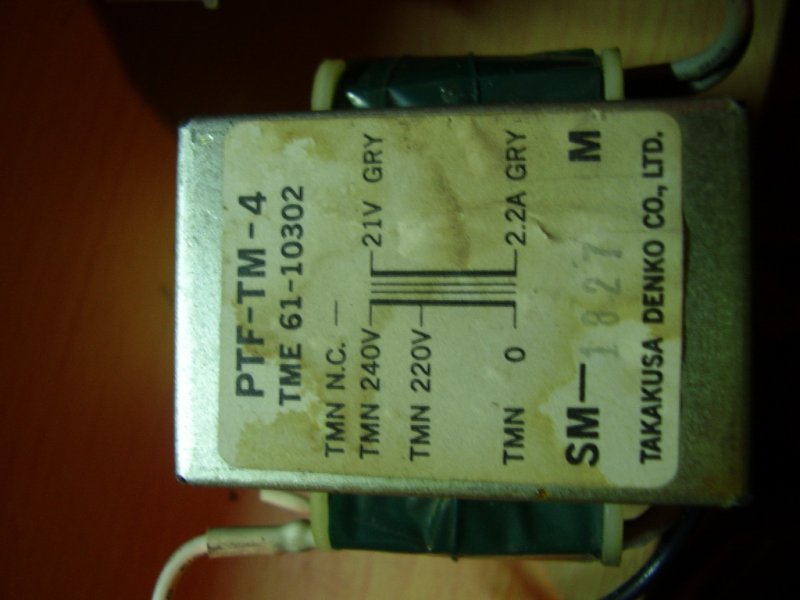 PTF-TM-4
TME 61-10302
TMN N.C. —
TMN 240V 21V GRY
TMN 220V
TMN 0 2.2A GRY
SM— 1827 M
TAKAKUSA DENKO CO., LTD.